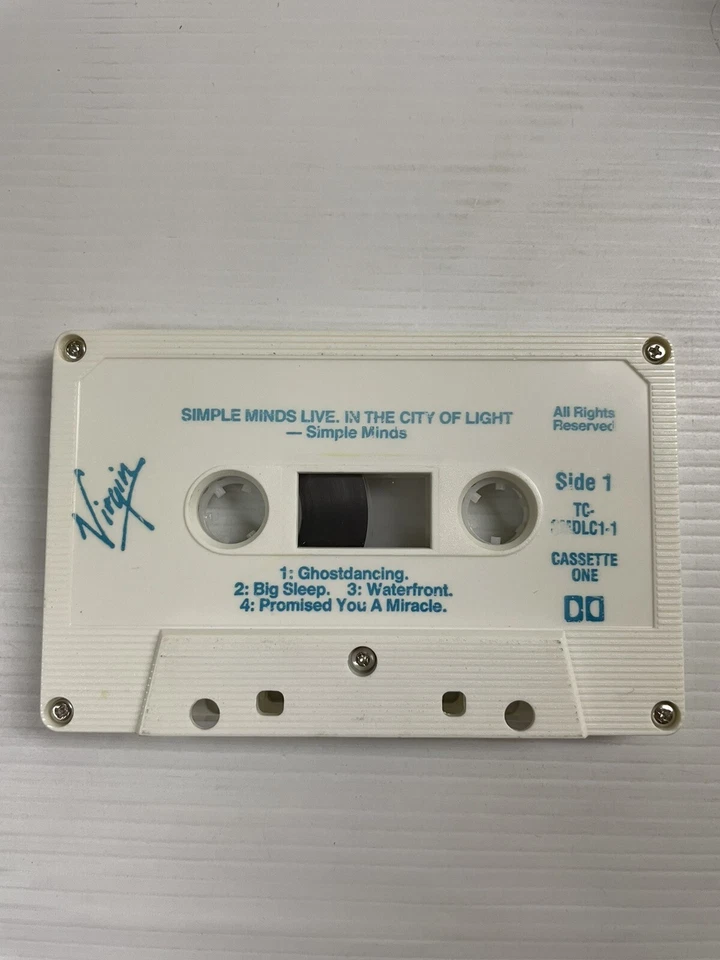 SIMPLE MINDS LIVE. IN THE CITY OF LIGHT
— Simple Minds
All Rights
Reserved
Virgin
Side 1
TC-
CASSETTE
ONE
1: Ghostdancing.
2: Big Sleep. 3: Waterfront.
4: Promised You A Miracle.